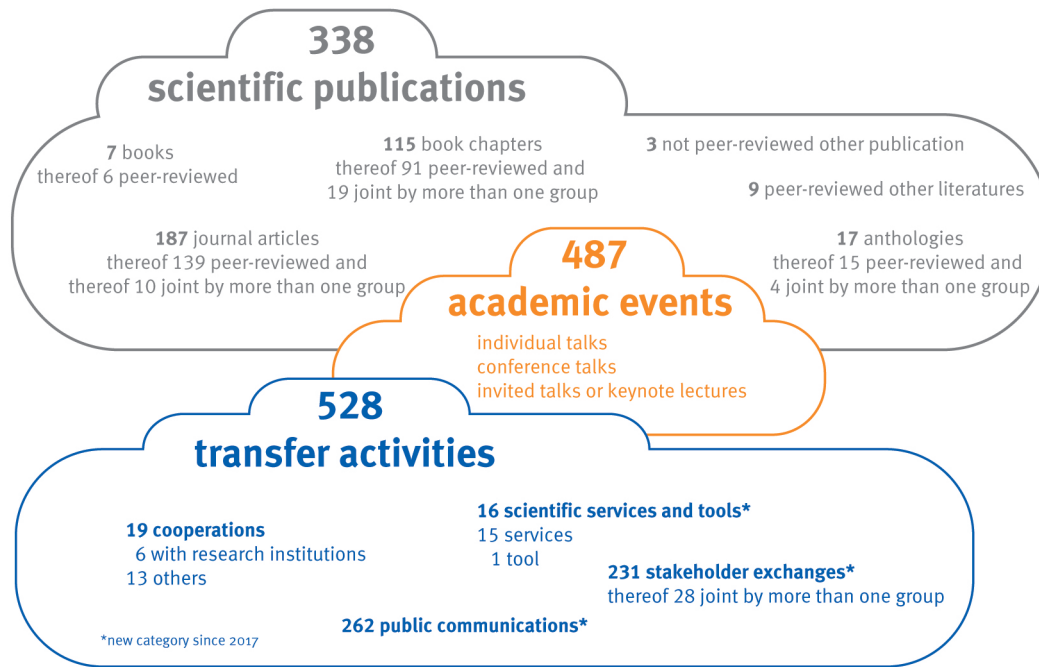 338
scientific publications
7 books
thereof 6 peer-reviewed
115 book chapters
thereof 91 peer-reviewed and
19 joint by more than one group
3 not peer-reviewed other publication
9 peer-reviewed other literatures
187 journal articles
thereof 139 peer-reviewed and
thereof 10 joint by more than one group
17 anthologies
thereof 15 peer-reviewed and
4 joint by more than one group
487
academic events
individual talks
conference talks
invited talks or keynote lectures
528
transfer activities
19 cooperations
6 with research institutions
13 others
16 scientific services and tools*
15 services
1 tool
231 stakeholder exchanges*
thereof 28 joint by more than one group
262 public communications*
*new category since 2017